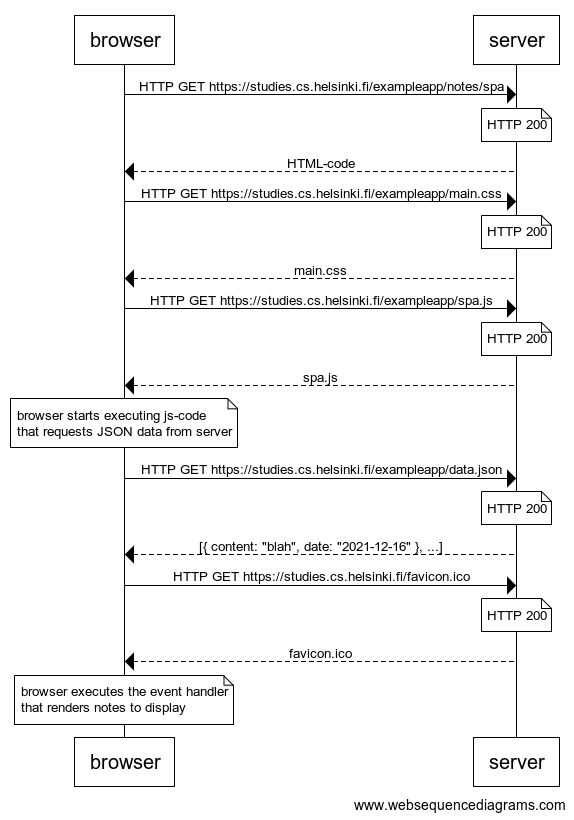 browser
server
HTTP GET https://studies.cs.helsinki.fi/exampleapp/notes/spa
HTTP 200
HTML-code
HTTP GET https://studies.cs.helsinki.fi/exampleapp/main.css
HTTP 200
main.css
HTTP GET https://studies.cs.helsinki.fi/exampleapp/spa.js
HTTP 200
spa.js
browser starts executing js-code
that requests JSON data from server
HTTP GET https://studies.cs.helsinki.fi/exampleapp/data.json
HTTP 200
[{ content: "blah", date: "2021-12-16" }, ...]
HTTP GET https://studies.cs.helsinki.fi/favicon.ico
HTTP 200
favicon.ico
browser executes the event handler
that renders notes to display
browser
server
www.websequencediagrams.com